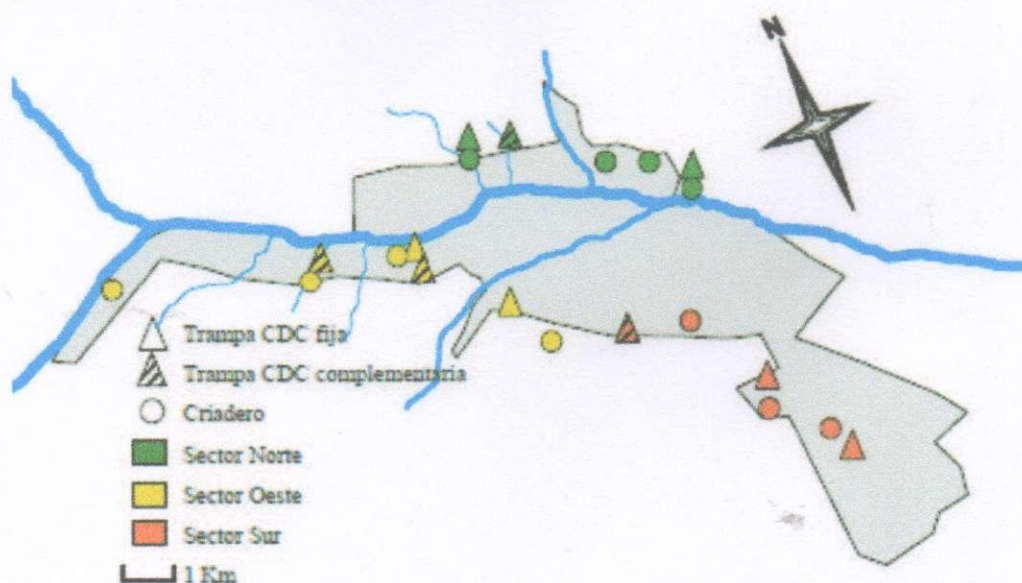 N
Trampa CDC fija
Trampa CDC complementaria
Criadero
Sector Norte
Sector Oeste
Sector Sur
1 Km